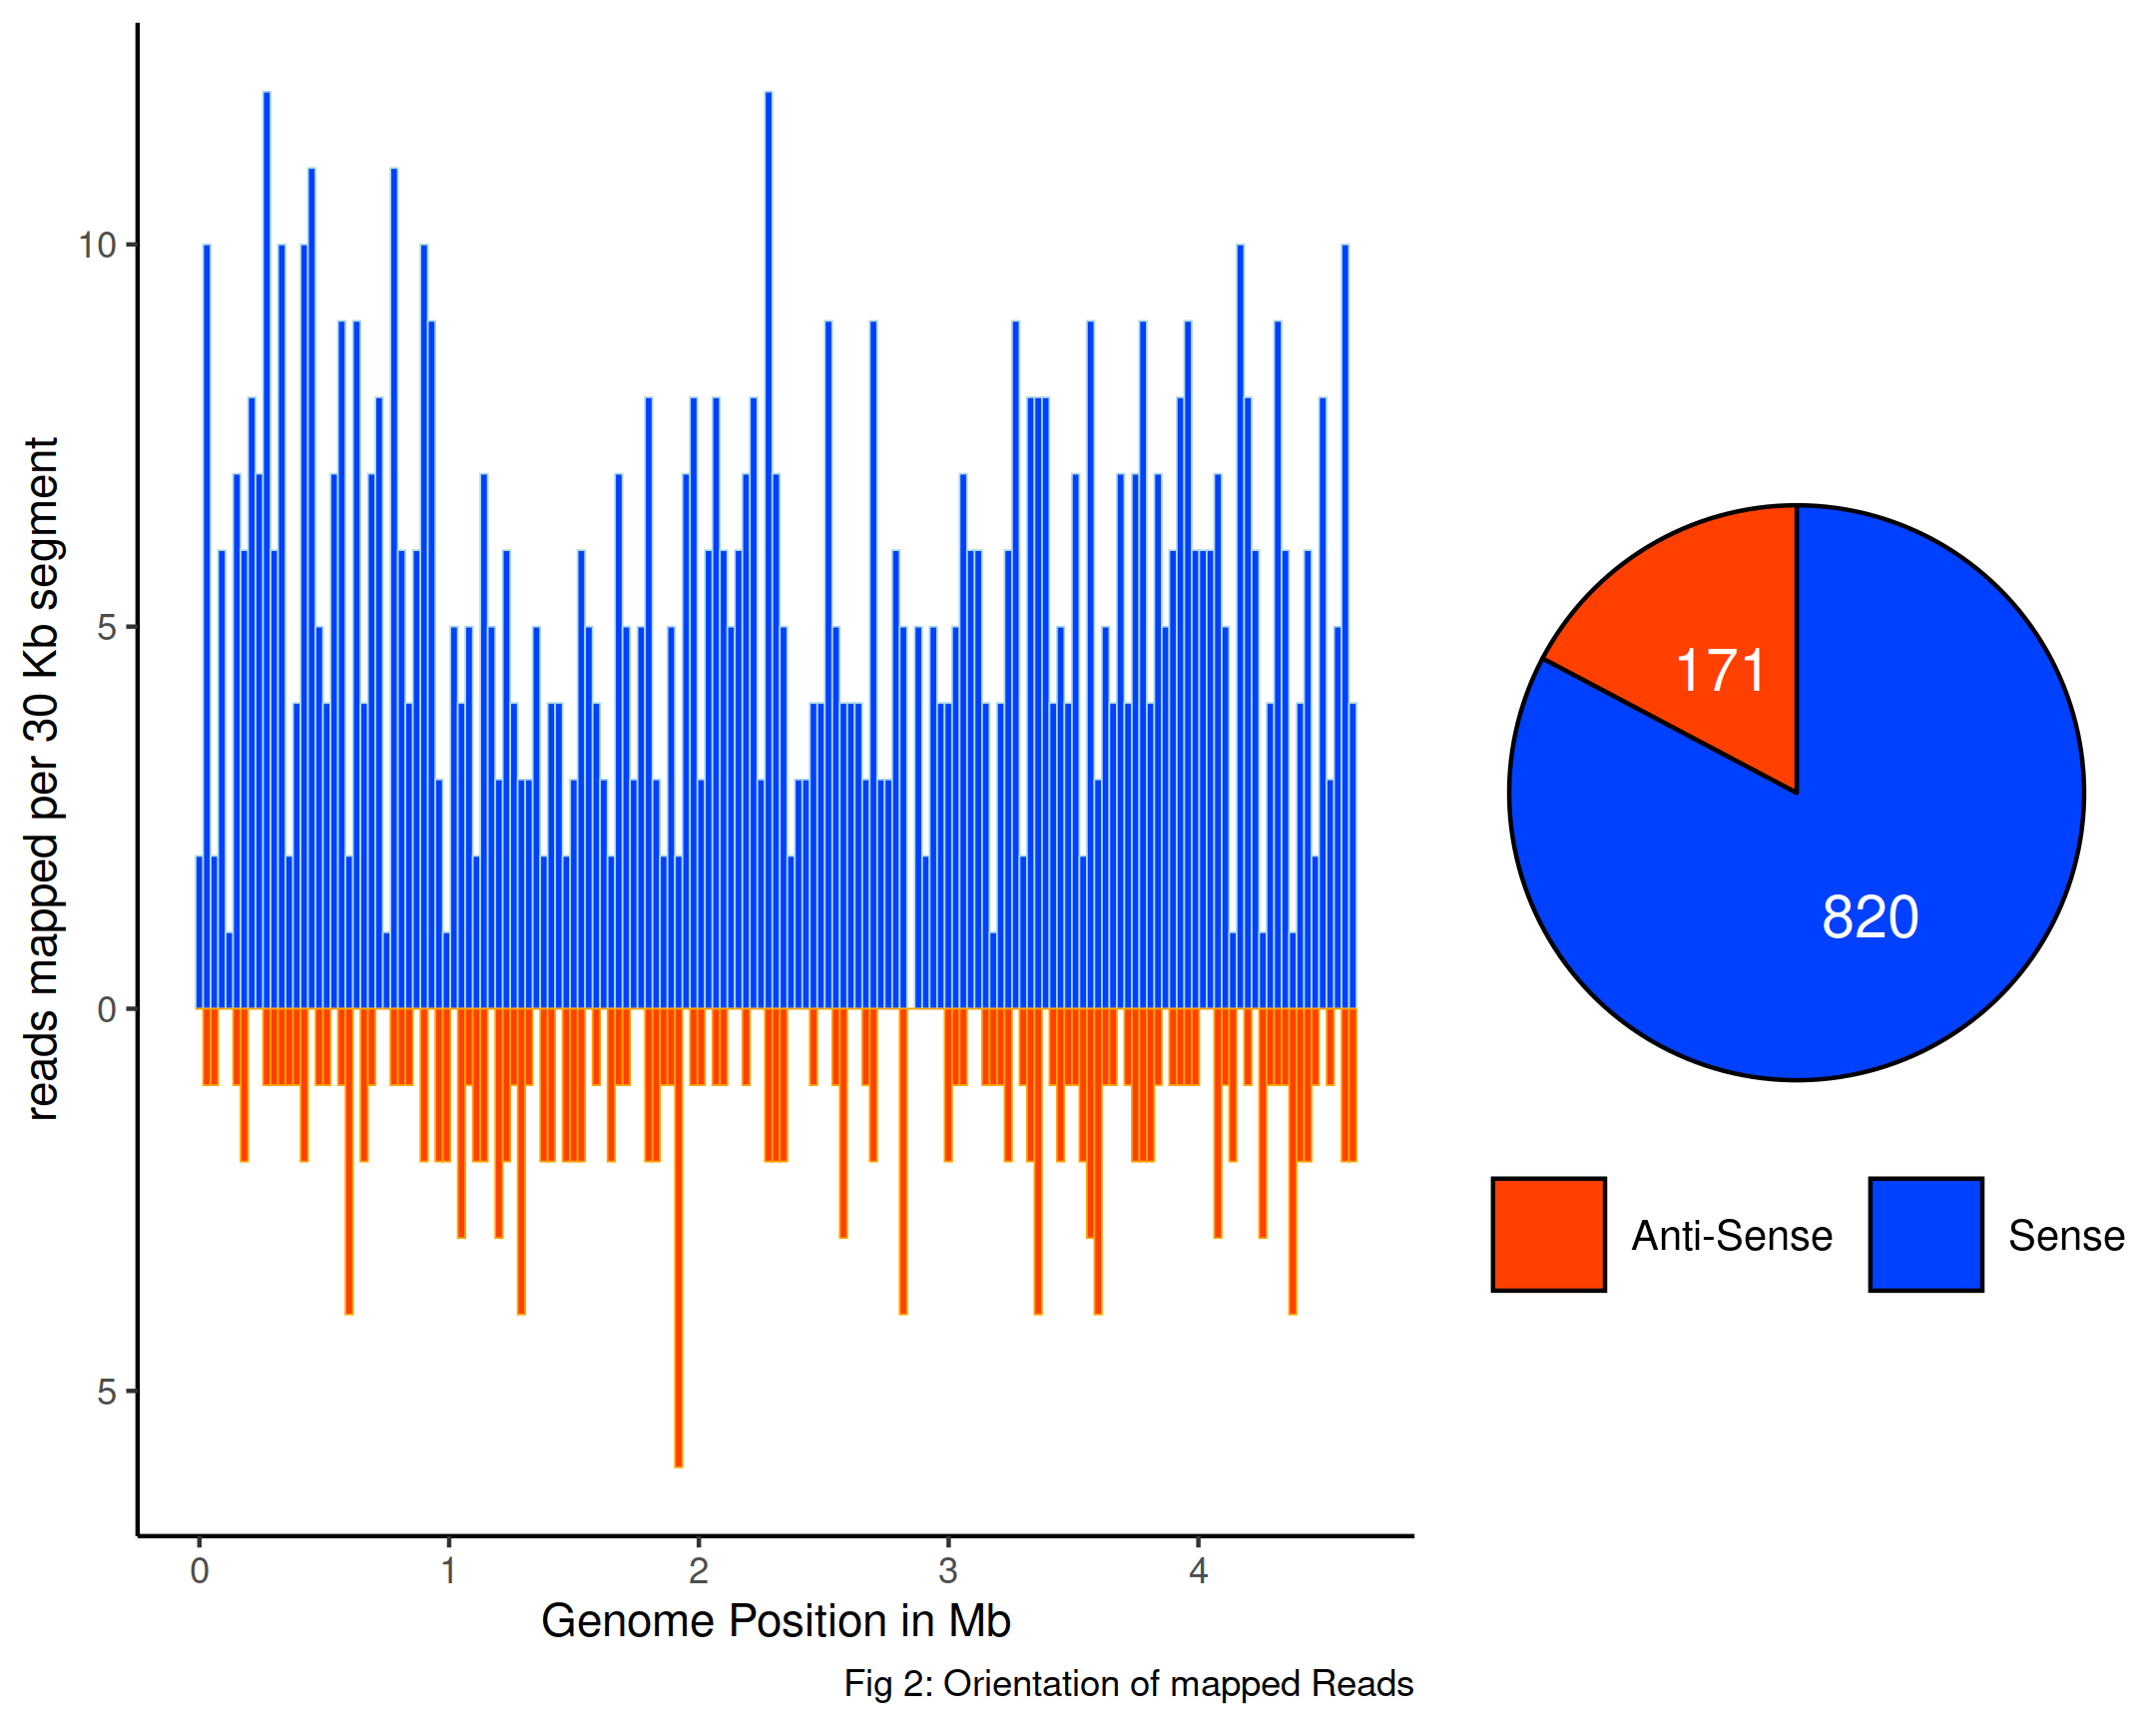 reads mapped per 30 Kb segment
10
5
0
5
0 1 2 3 4
Genome Position in Mb
171
820
Anti-Sense Sense
Fig 2: Orientation of mapped Reads